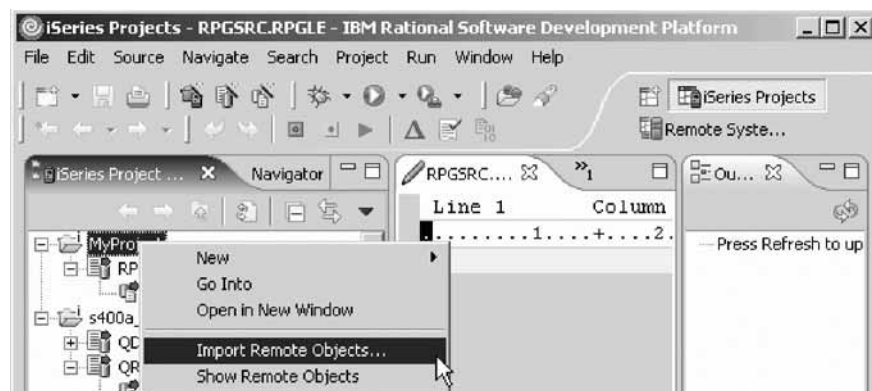 iSeries Projects - RPGSRC.RPGLE - IBM Rational Software Development Platform
File Edit Source Navigate Search Project Run Window Help
iSeries Projects
Remote Syste...
iSeries Project ...
Navigator
RPGSRC....
1
Ou...
Line 1 Column
.........1....+....2.
Press Refresh to up
RP
s400a_
QD
QR
New
Go Into
Open in New Window
Import Remote Objects...
Show Remote Objects